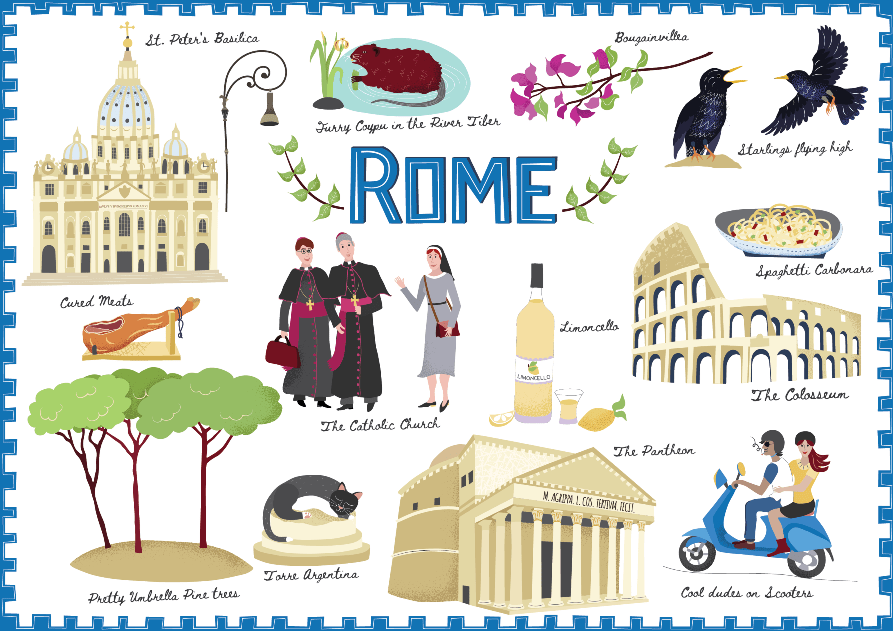 St. Peter's Basilica
Furry Coypu in the River Tiber
Bougainvillea
Starlings flying high
ROME
Spaghetti Carbonara
Cured Meats
Limoncello
LIMONCELLO
The Colosseum
The Catholic Church
The Pantheon
M. AGRIPPA. L. COS. TERTIUM. FECIT.
Torre Argentina
Pretty Umbrella Pine trees
Cool dudes on Scooters